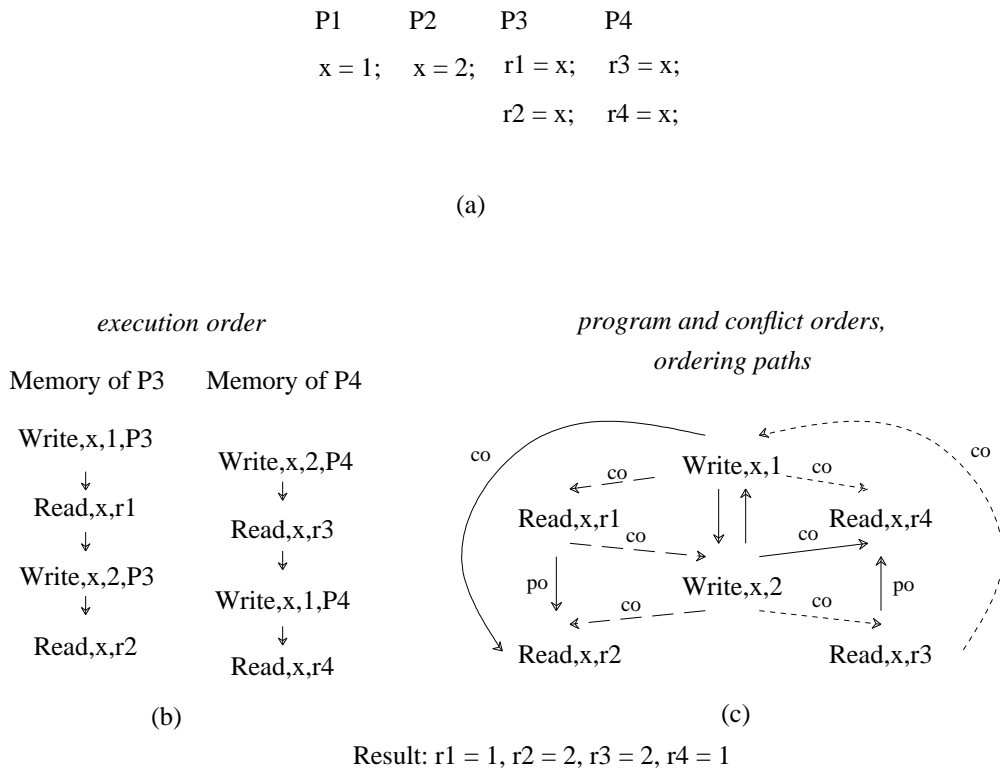 P1 P2 P3 P4
x = 1; x = 2; r1 = x; r3 = x;
r2 = x; r4 = x;
(a)
execution order
Memory of P3 Memory of P4
Write,x,1,P3
Read,x,r1
Write,x,2,P3
Read,x,r2
Write,x,2,P4
Read,x,r3
Write,x,1,P4
Read,x,r4
(b)
program and conflict orders,
ordering paths
co co
Write,x,1
co co
Read,x,r1 Read,x,r4
co co
po Write,x,2 po
co co
Read,x,r2 Read,x,r3
(c)
Result: r1 = 1, r2 = 2, r3 = 2, r4 = 1